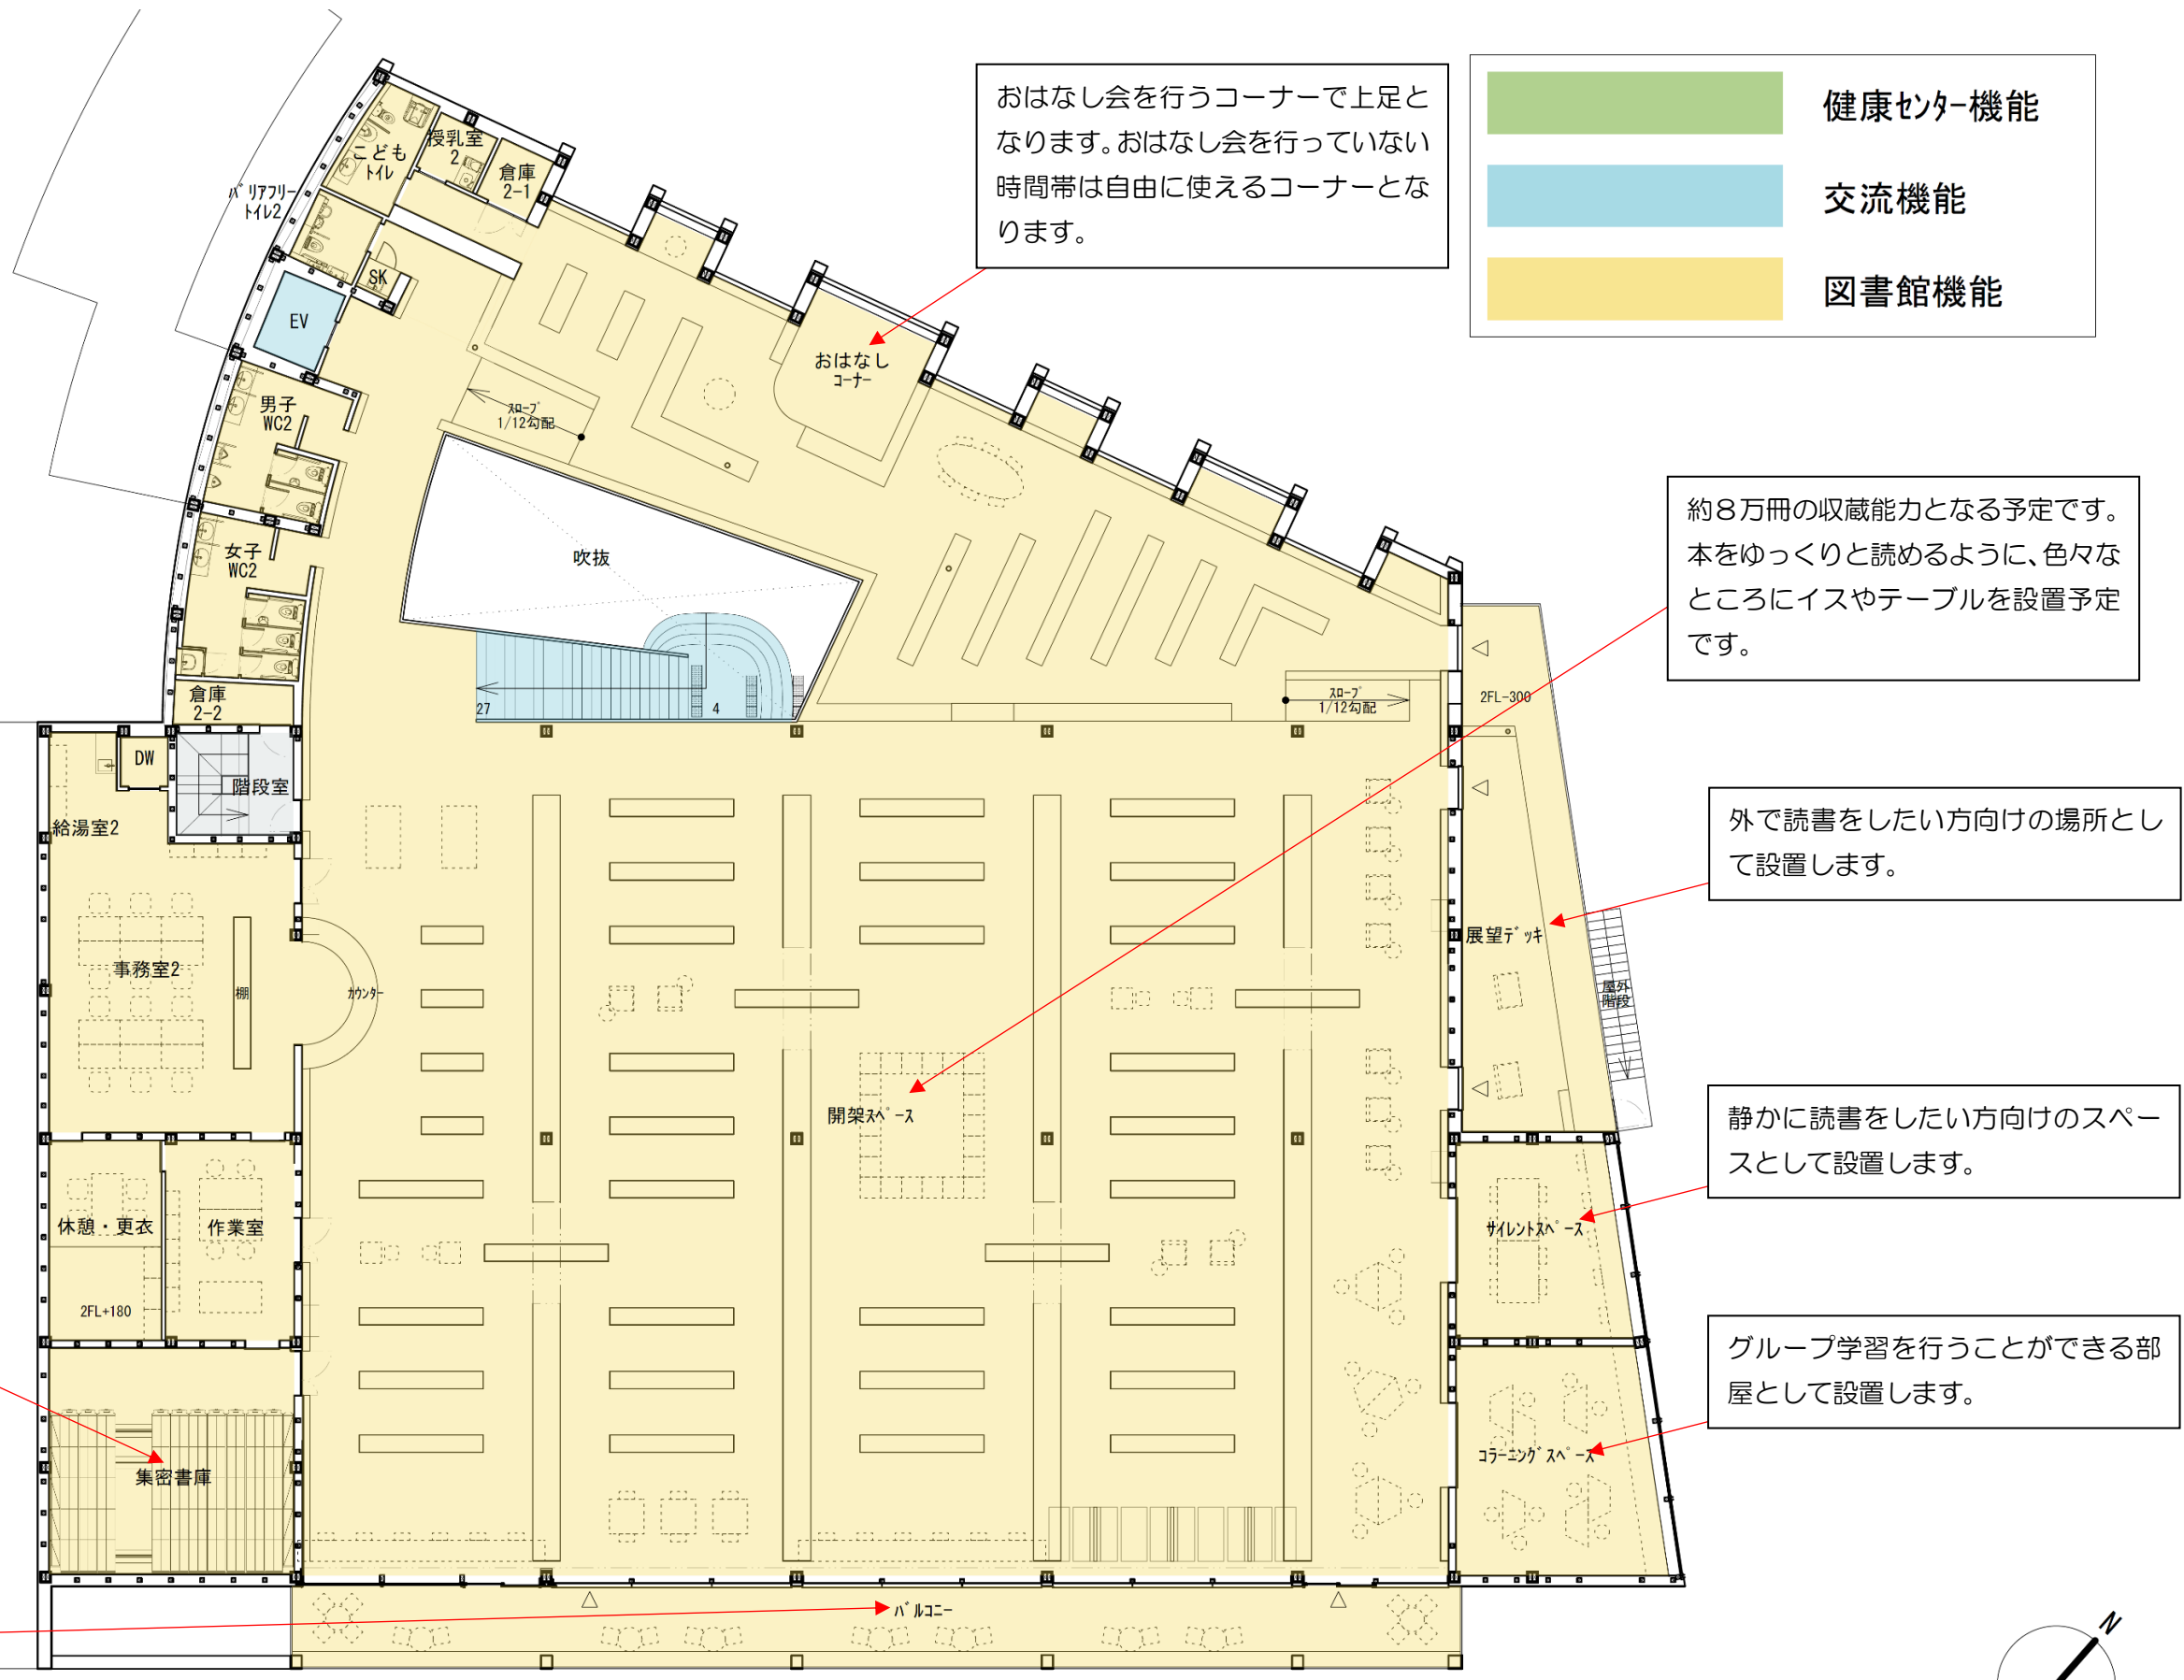 おはなし会を行うコーナーで上足と
なります。おはなし会を行っていない
時間帯は自由に使えるコーナーとな
ります。
健康センター機能
交流機能
図書館機能
こども
トイレ
授乳室
2
倉庫
2-1
バリアフリー
トイレ2
SK
EV
おはなし
コーナー
男子
WC2
スロープ
1/12勾配
女子
WC2
吹抜
約８万冊の収蔵能力となる予定です。
本をゆっくりと読めるように、色々な
ところにイスやテーブルを設置予定
です。
倉庫
2-2
27
4
スロープ
1/12勾配
2FL-300
DW
階段室
給湯室2
外で読書をしたい方向けの場所とし
て設置します。
展望デッキ
事務室2
棚
カウンター
屋外
階段
開架スペース
静かに読書をしたい方向けのスペー
スとして設置します。
休憩・更衣
作業室
サイレントスペース
2FL+180
グループ学習を行うことができる部
屋として設置します。
コラーニングスペース
集密書庫
バルコニー
N